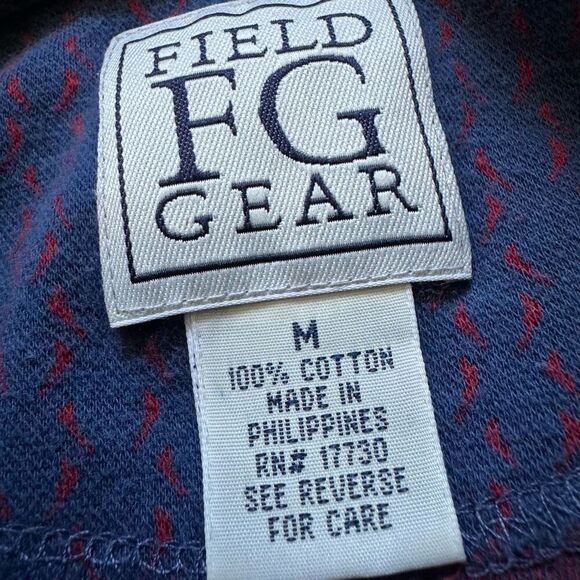 FIELD
FG
GEAR
M
100% COTTON
MADE IN
PHILIPPINES
RN# 17730
SEE REVERSE
FOR CARE